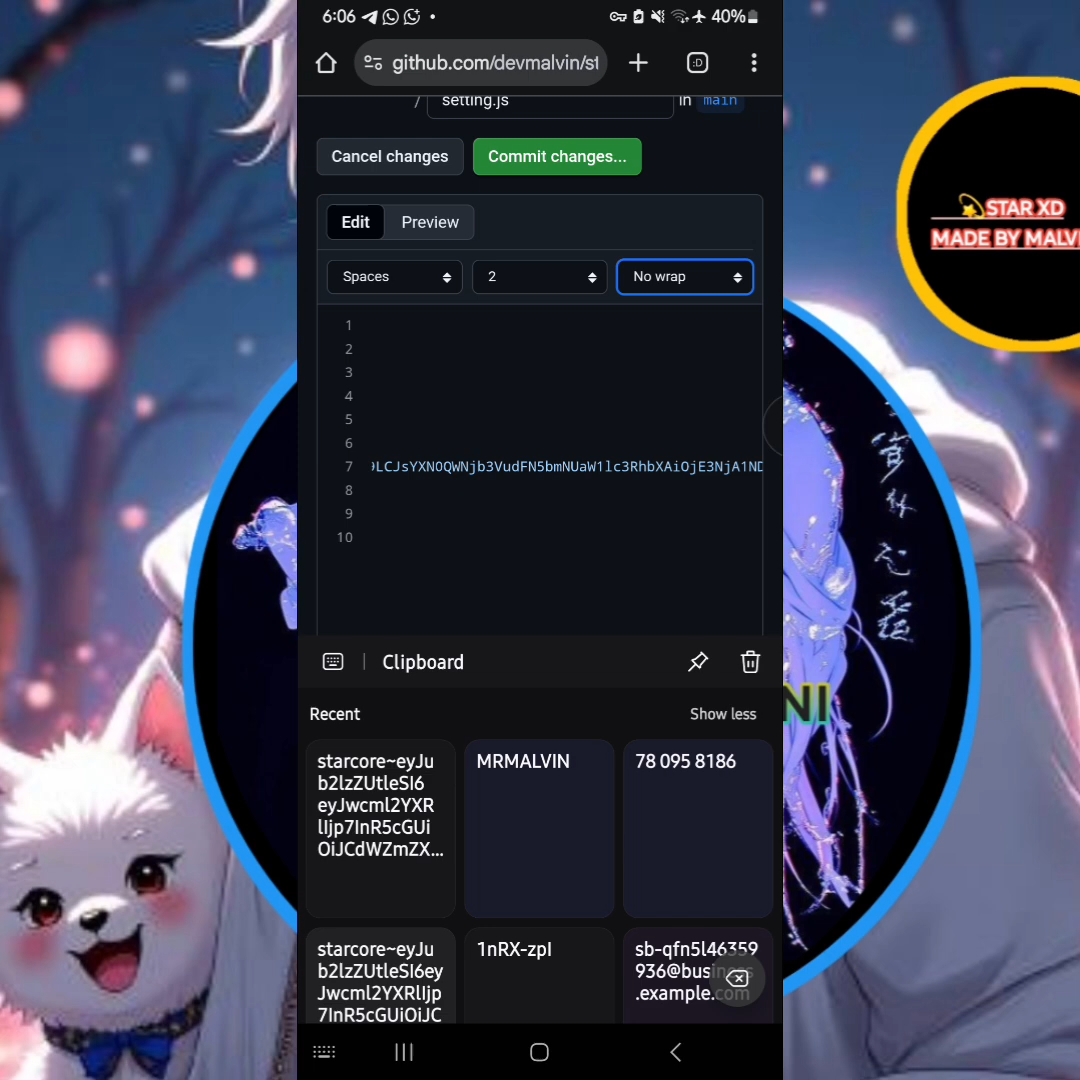 6:06
40%
github.com/devmalvin/st
:D
/ setting.js in main
Cancel changes
Commit changes...
Edit
Preview
Spaces
2
No wrap
1
2
3
4
5
6
7 LCJsYXN0QWNjb3VudFN5bmNUaW1lc3RhbXAiOjE3NjA1ND
8
9
10
STAR XD
MADE BY MALVI
NI
Clipboard
Recent
Show less
starcore~eyJu
b2lzZUtleSI6
eyJwcml2YXR
lIjp7InR5cGUi
OiJCdWZmZX...
MRMALVIN
78 095 8186
starcore~eyJu
b2lzZUtleSI6ey
Jwcml2YXRlIjp
7InR5cGUiOiJC
1nRX-zpI
sb-qfn5l46359
936@business
.example.com